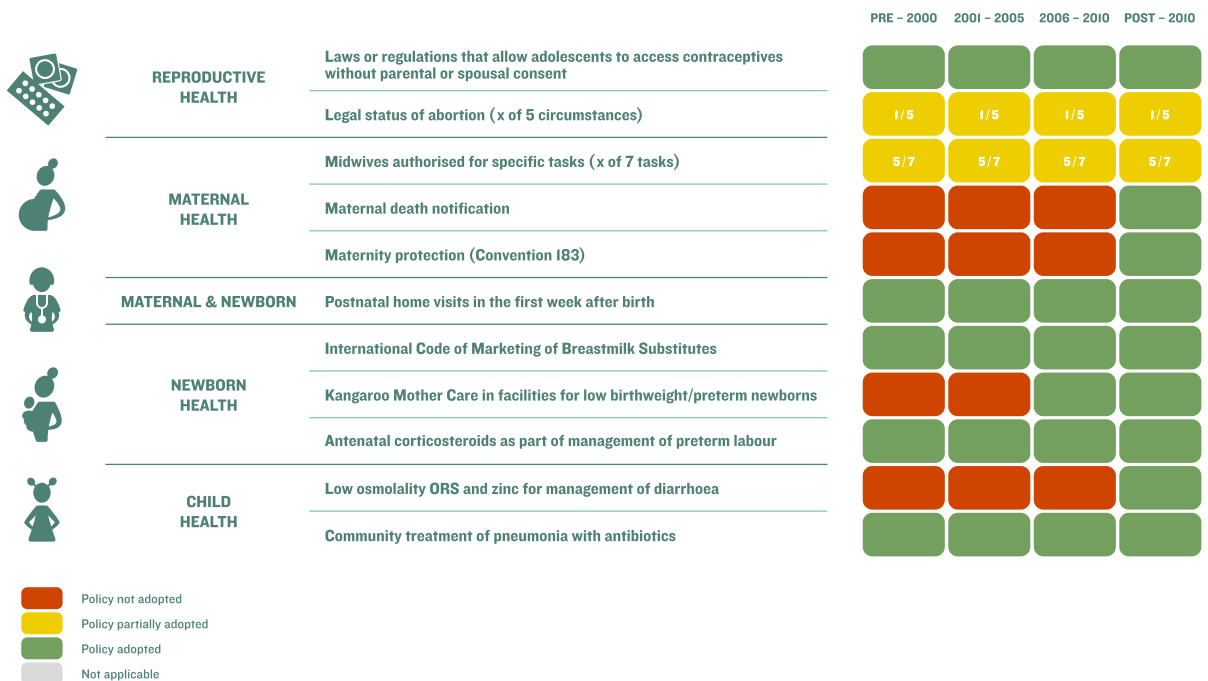 PRE – 2000 2001 – 2005 2006 – 2010 POST – 2010
REPRODUCTIVE
HEALTH
Laws or regulations that allow adolescents to access contraceptives
without parental or spousal consent
Legal status of abortion (x of 5 circumstances)
1/5 1/5 1/5 1/5
MATERNAL
HEALTH
Midwives authorised for specific tasks (x of 7 tasks)
5/7 5/7 5/7 5/7
Maternal death notification
Maternity protection (Convention 183)
MATERNAL & NEWBORN
Postnatal home visits in the first week after birth
NEWBORN
HEALTH
International Code of Marketing of Breastmilk Substitutes
Kangaroo Mother Care in facilities for low birthweight/preterm newborns
Antenatal corticosteroids as part of management of preterm labour
CHILD
HEALTH
Low osmolality ORS and zinc for management of diarrhoea
Community treatment of pneumonia with antibiotics
Policy not adopted
Policy partially adopted
Policy adopted
Not applicable